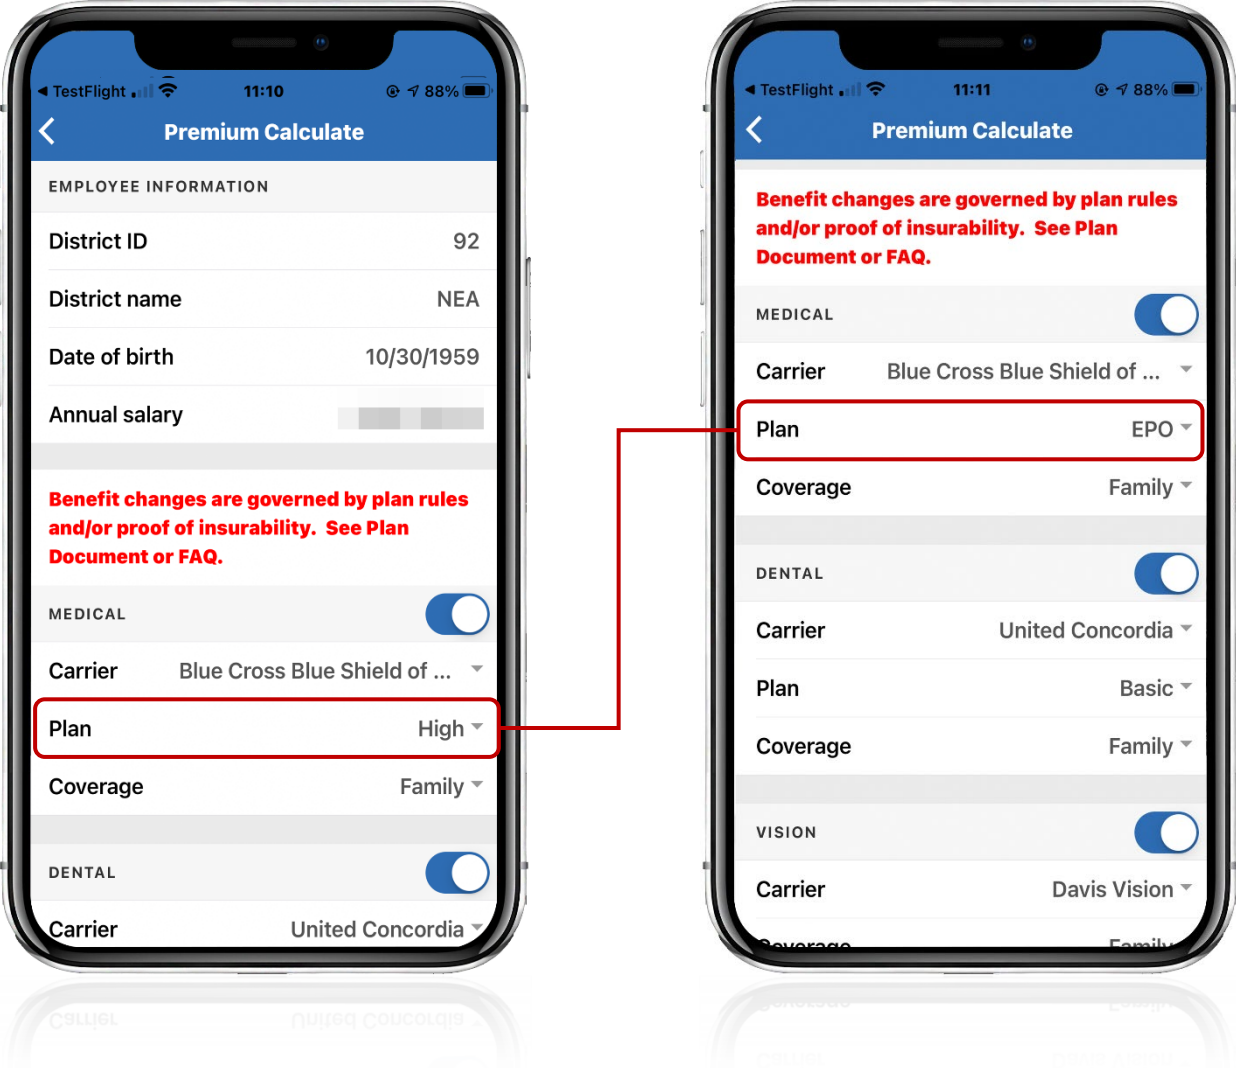 TestFlight 11:10 88%
Premium Calculate
EMPLOYEE INFORMATION
District ID 92
District name NEA
Date of birth 10/30/1959
Annual salary
Benefit changes are governed by plan rules
and/or proof of insurability. See Plan
Document or FAQ.
MEDICAL
Carrier Blue Cross Blue Shield of ...
Plan High
Coverage Family
DENTAL
Carrier United Concordia
TestFlight 11:11 88%
Premium Calculate
Benefit changes are governed by plan rules
and/or proof of insurability. See Plan
Document or FAQ.
MEDICAL
Carrier Blue Cross Blue Shield of ...
Plan EPO
Coverage Family
DENTAL
Carrier United Concordia
Plan Basic
Coverage Family
VISION
Carrier Davis Vision
Coverage Family